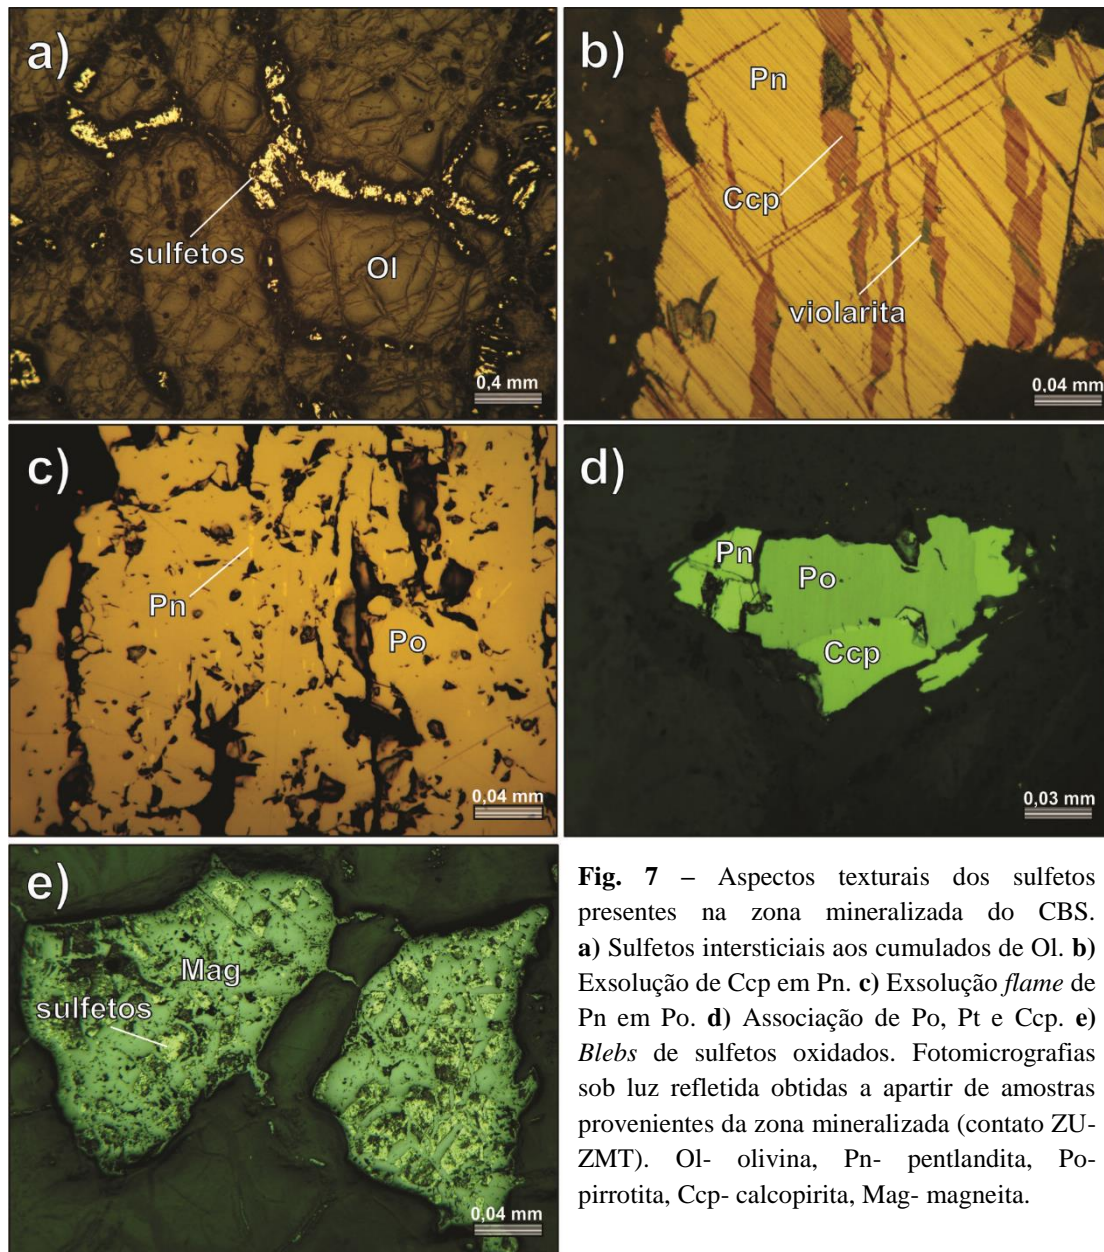 a)
sulfetos
Ol
0,4 mm
b)
Pn
Ccp
violarita
0,04 mm
c)
Pn
Po
0,04 mm
d)
Pn
Po
Ccp
0,03 mm
e)
Mag
sulfetos
0,04 mm
Fig. 7 – Aspectos texturais dos sulfetos
presentes na zona mineralizada do CBS.
a) Sulfetos intersticiais aos cumulados de Ol. b)
Exsolução de Ccp em Pn. c) Exsolução flame de
Pn em Po. d) Associação de Po, Pt e Ccp. e)
Blebs de sulfetos oxidados. Fotomicrografias
sob luz refletida obtidas a apartir de amostras
provenientes da zona mineralizada (contato ZU-
ZMT). Ol- olivina, Pn- pentlandita, Po-
pirrotita, Ccp- calcopirita, Mag- magneita.